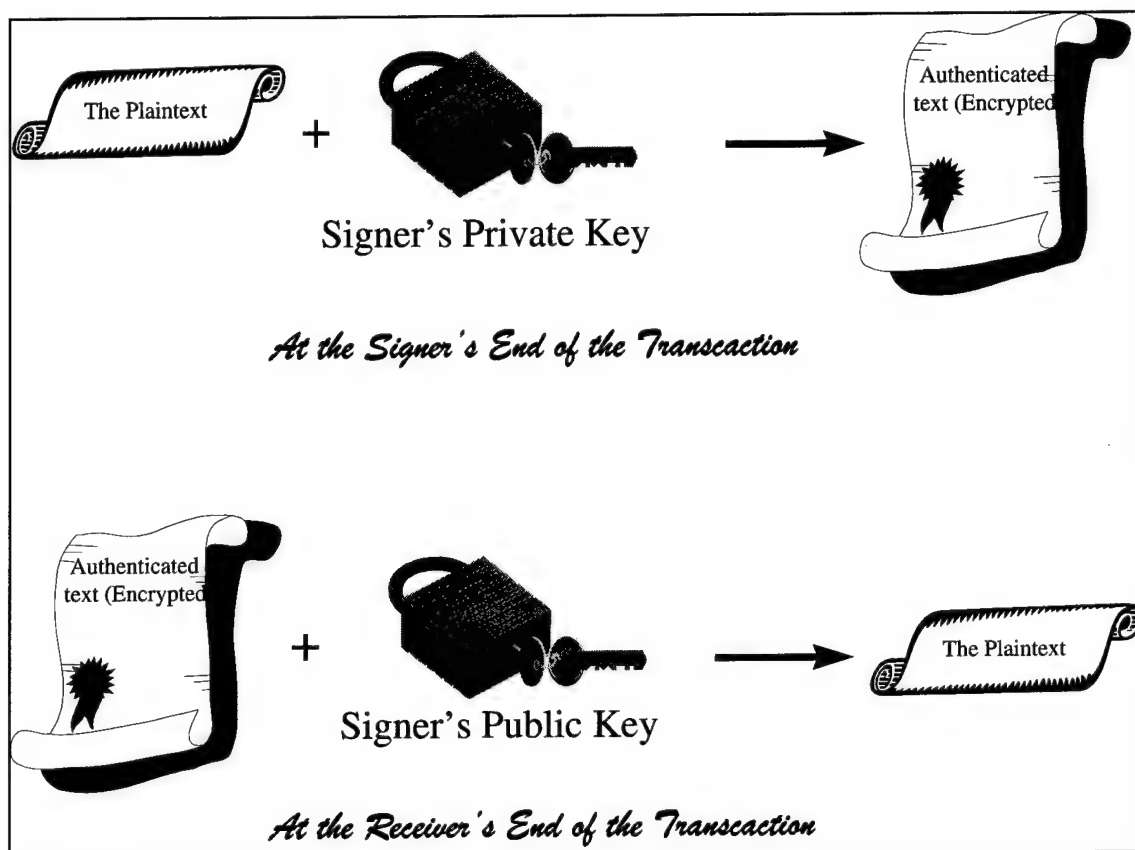 The Plaintext
+
Authenticated
text (Encrypted
Signer's Private Key
At the Signer's End of the Transcaction
Authenticated
text (Encrypted
+
The Plaintext
Signer's Public Key
At the Receiver's End of the Transcaction